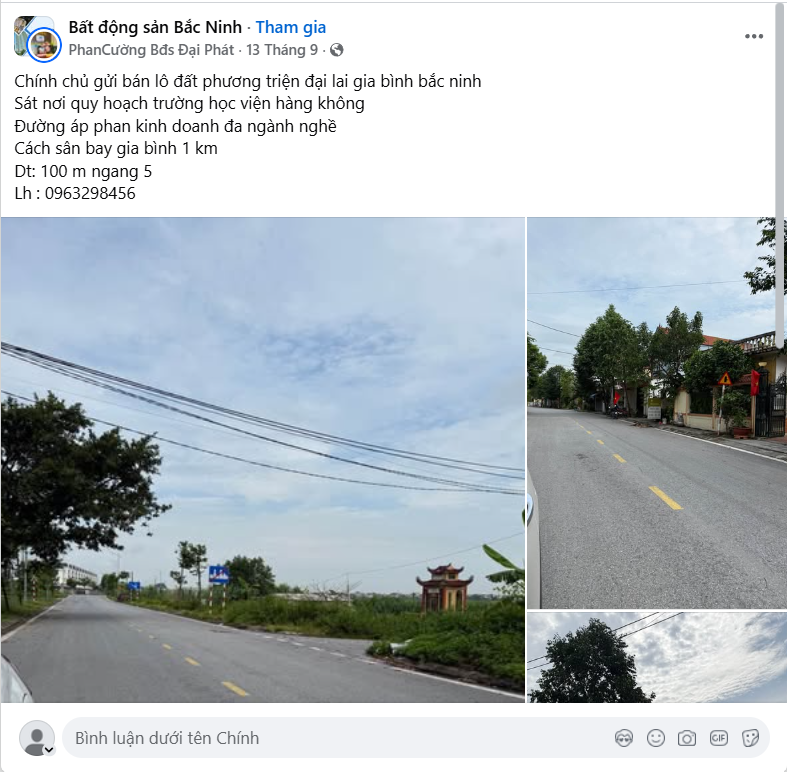 Bất động sản Bắc Ninh · Tham gia
PhanCường Bđs Đại Phát · 13 Tháng 9 ·
Chính chủ gửi bán lô đất phương triện đại lai gia bình bắc ninh
Sát nơi quy hoạch trường học viện hàng không
Đường áp phan kinh doanh đa ngành nghề
Cách sân bay gia bình 1 km
Dt: 100 m ngang 5
Lh : 0963298456
Bình luận dưới tên Chính
GIF